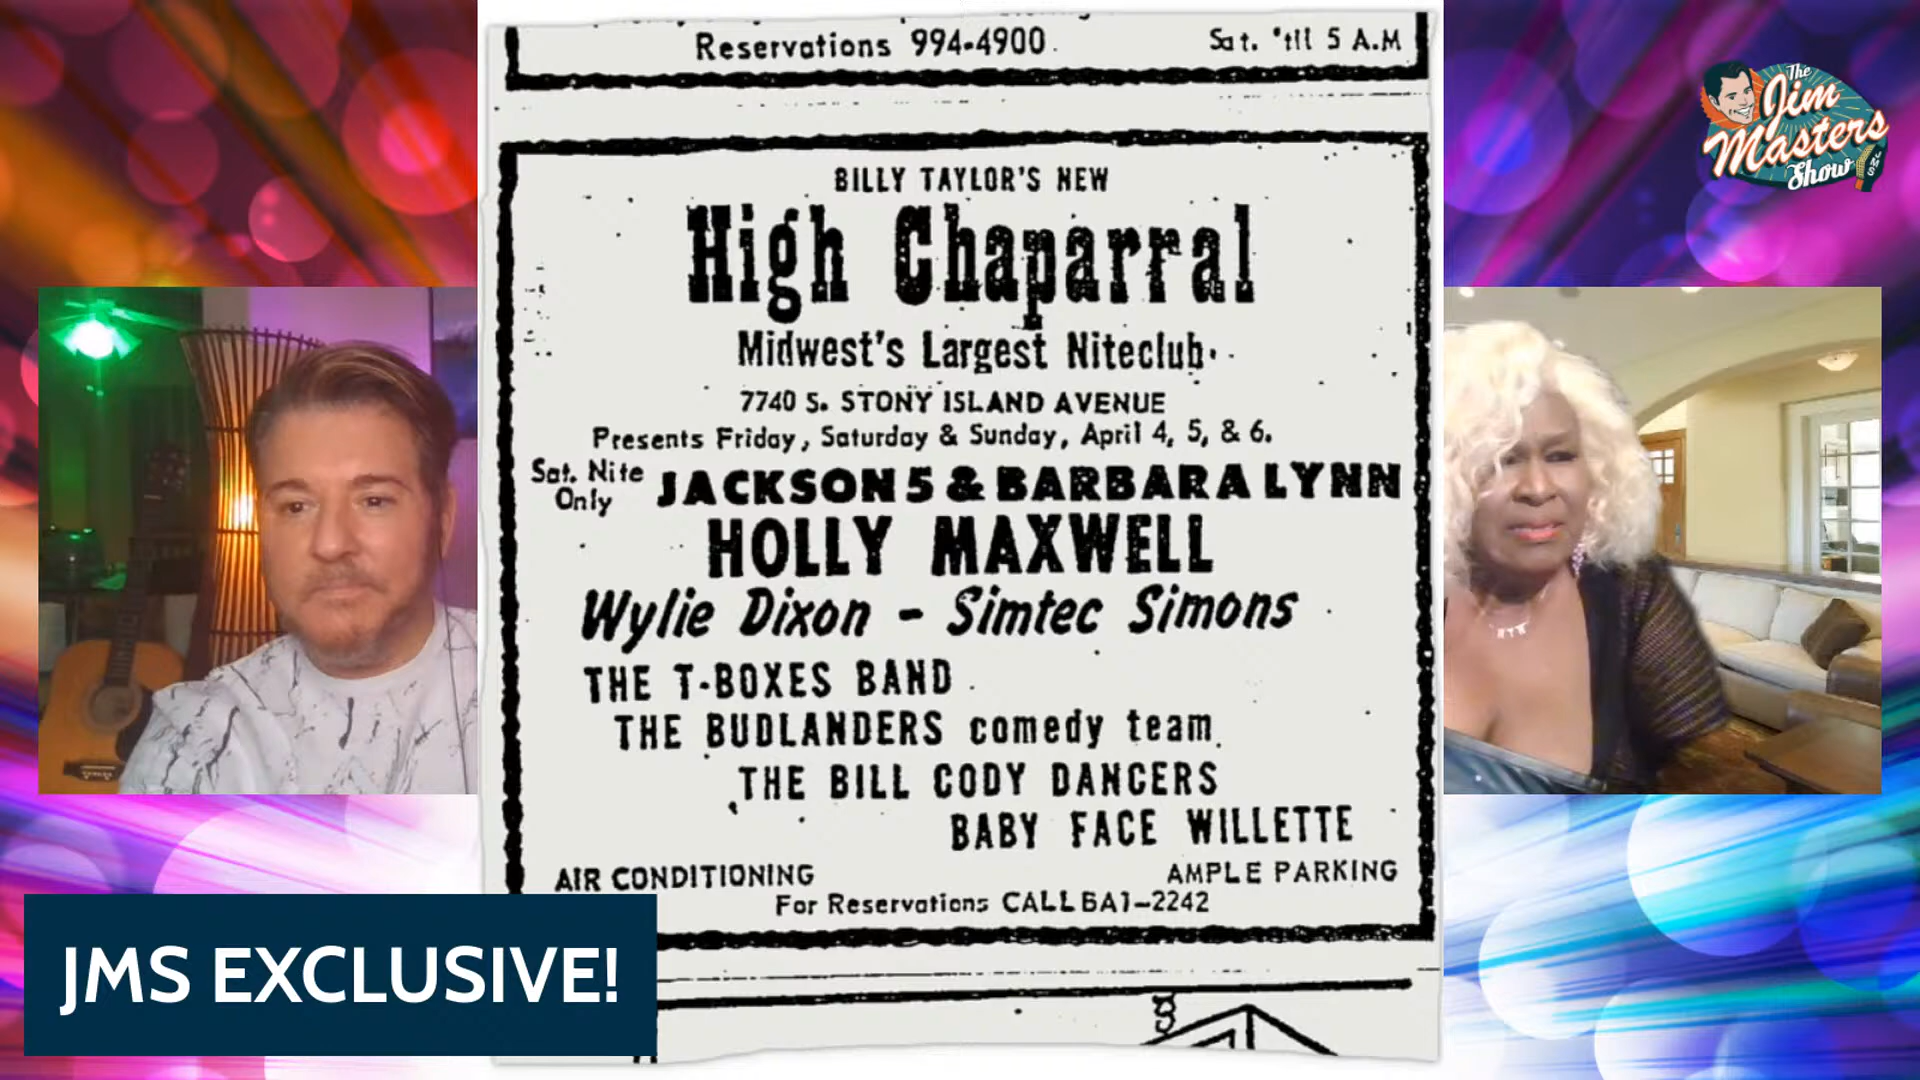 Reservations 994-4900.
Sat. 'til 5 A.M
The
Jim
Masters
Show
JMS
BILLY TAYLOR'S NEW
High Chaparral
Midwest's Largest Niteclub
7740 S. STONY ISLAND AVENUE
Presents Friday, Saturday & Sunday, April 4, 5, & 6.
Sat. Nite
Only
JACKSON 5 & BARBARA LYNN
HOLLY MAXWELL
Wylie Dixon - Simtec Simons
THE T-BOXES BAND
THE BUDLANDERS comedy team
THE BILL CODY DANCERS
BABY FACE WILLETTE
AIR CONDITIONING
AMPLE PARKING
For Reservations CALL BA1-2242
JMS EXCLUSIVE!